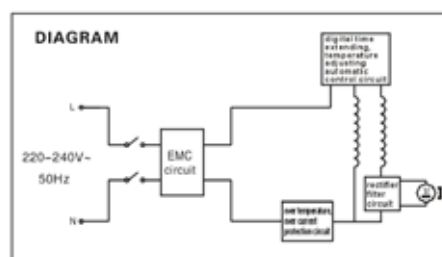 DIAGRAM
digital time
extending,
temperature
adjusting
automatic
control circuit
L
EMC
circuit
220-240V~
50Hz
rectifier
filter
circuit
over temperature,
over current
protective circuit
N